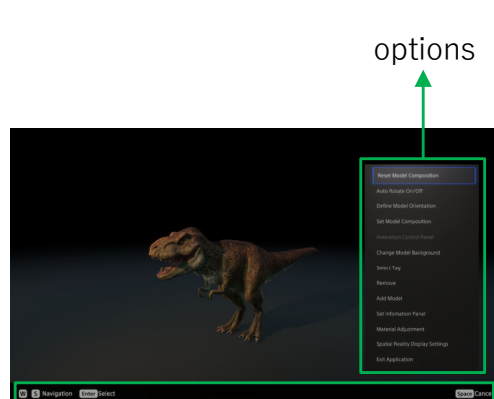 options
Reset Model Composition
Auto Rotate On/Off
Define Model Orientation
Set Model Composition
Animation Control Panel
Change Model Background
Select Tag
Remove
Add Model
Set Infomation Panel
Material Adjustment
Spatial Reality Display Settings
Exit Application
W S Navigation Enter Select Space Cance